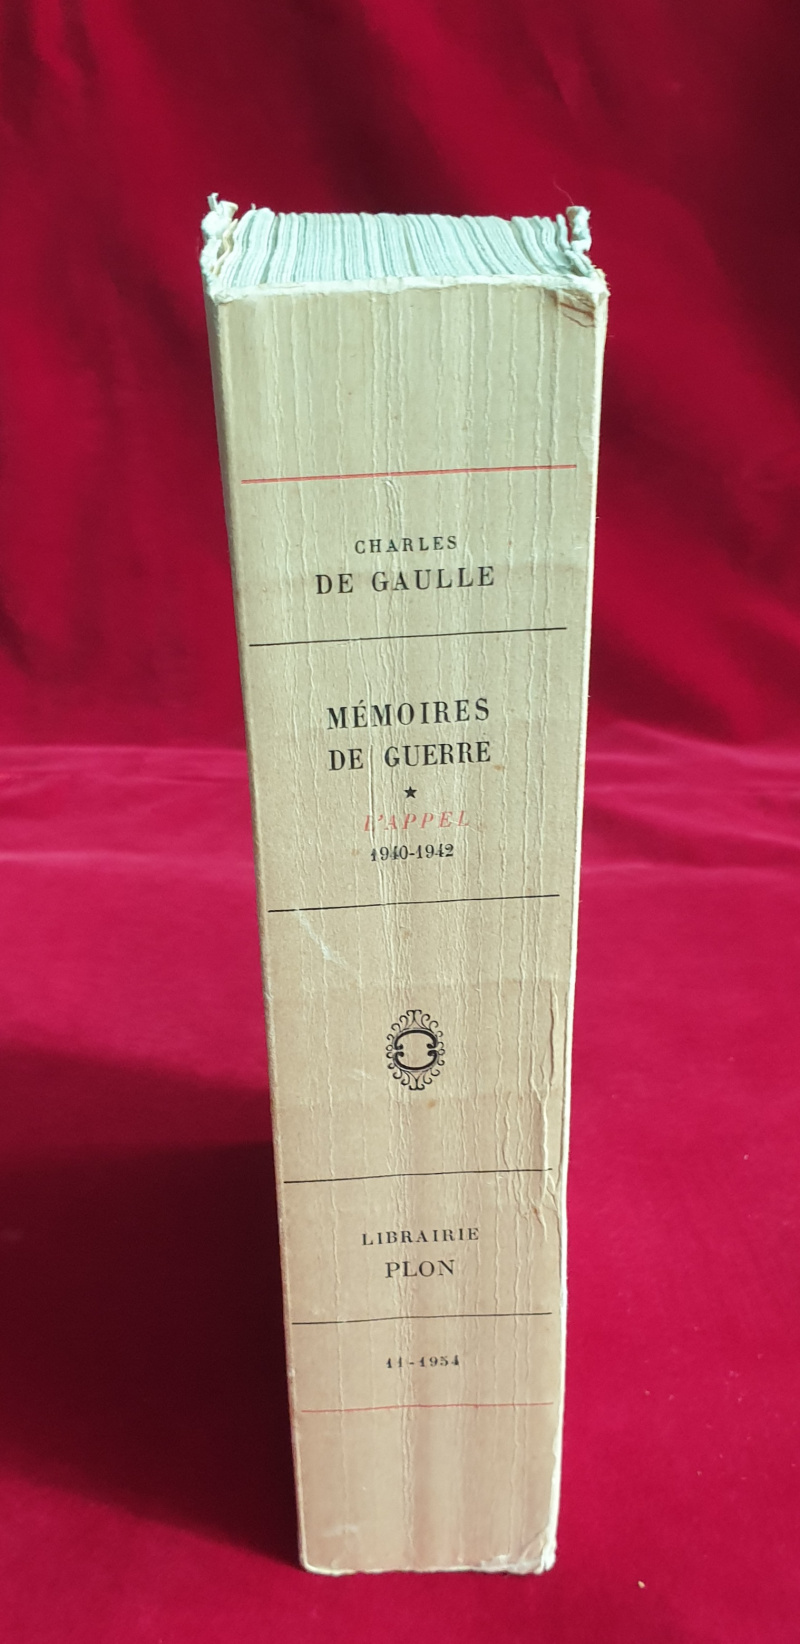 CHARLES
DE GAULLE
MÉMOIRES
DE GUERRE
★
L'APPEL
1940-1942
LIBRAIRIE
PLON
11-1954